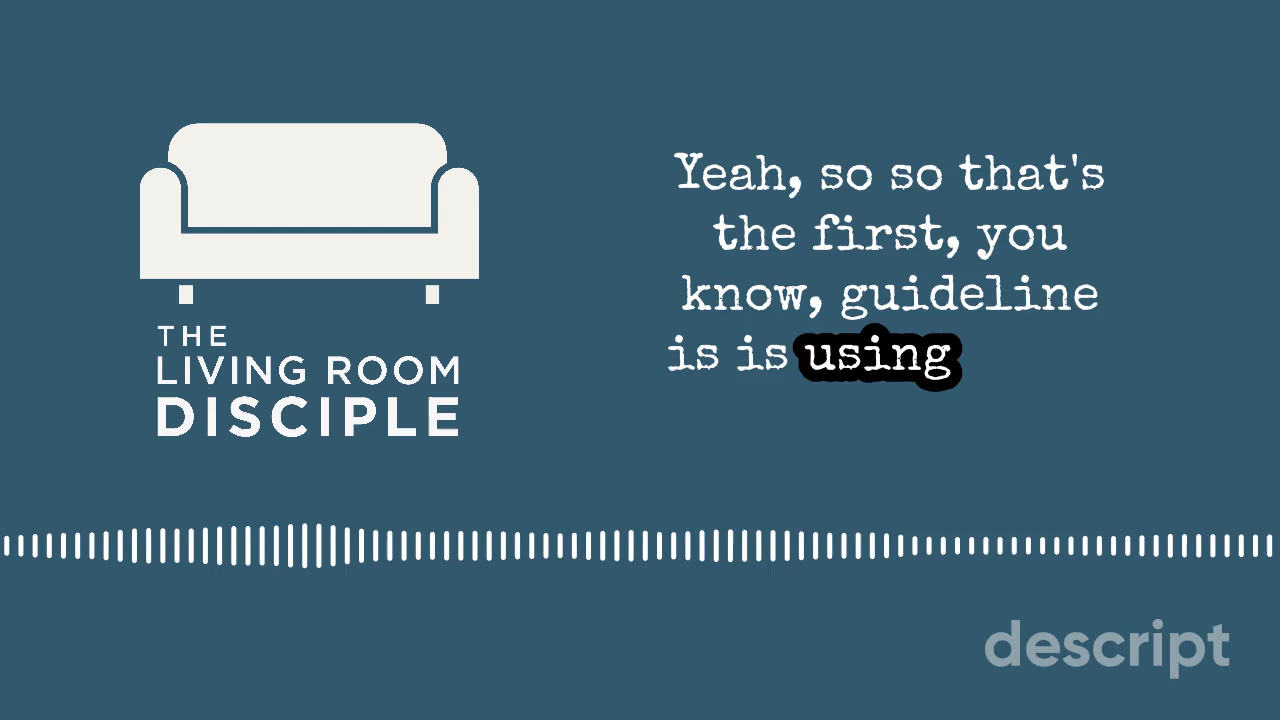 THE
LIVING ROOM
DISCIPLE
Yeah, so so that's
the first, you
know, guideline
is is using
descript